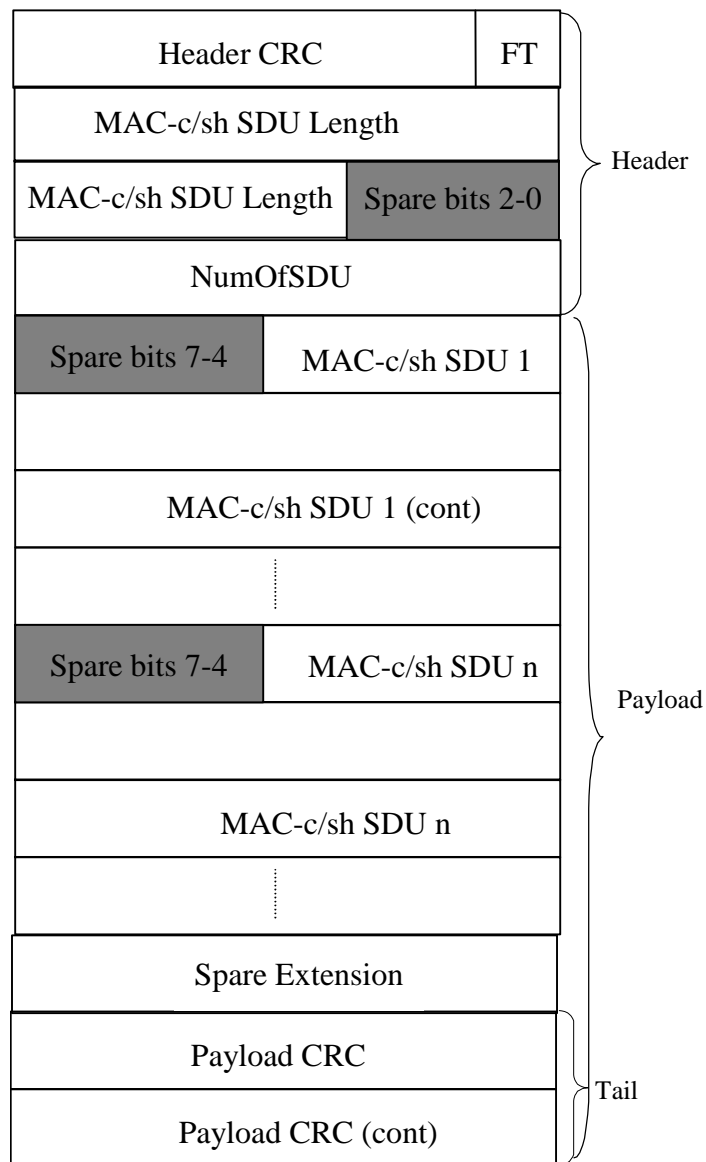 Header CRC FT
MAC-c/sh SDU Length
MAC-c/sh SDU Length Spare bits 2-0
Header
NumOfSDU
Spare bits 7-4 MAC-c/sh SDU 1
MAC-c/sh SDU 1 (cont)
Spare bits 7-4 MAC-c/sh SDU n
Payload
MAC-c/sh SDU n
Spare Extension
Payload CRC
Tail
Payload CRC (cont)